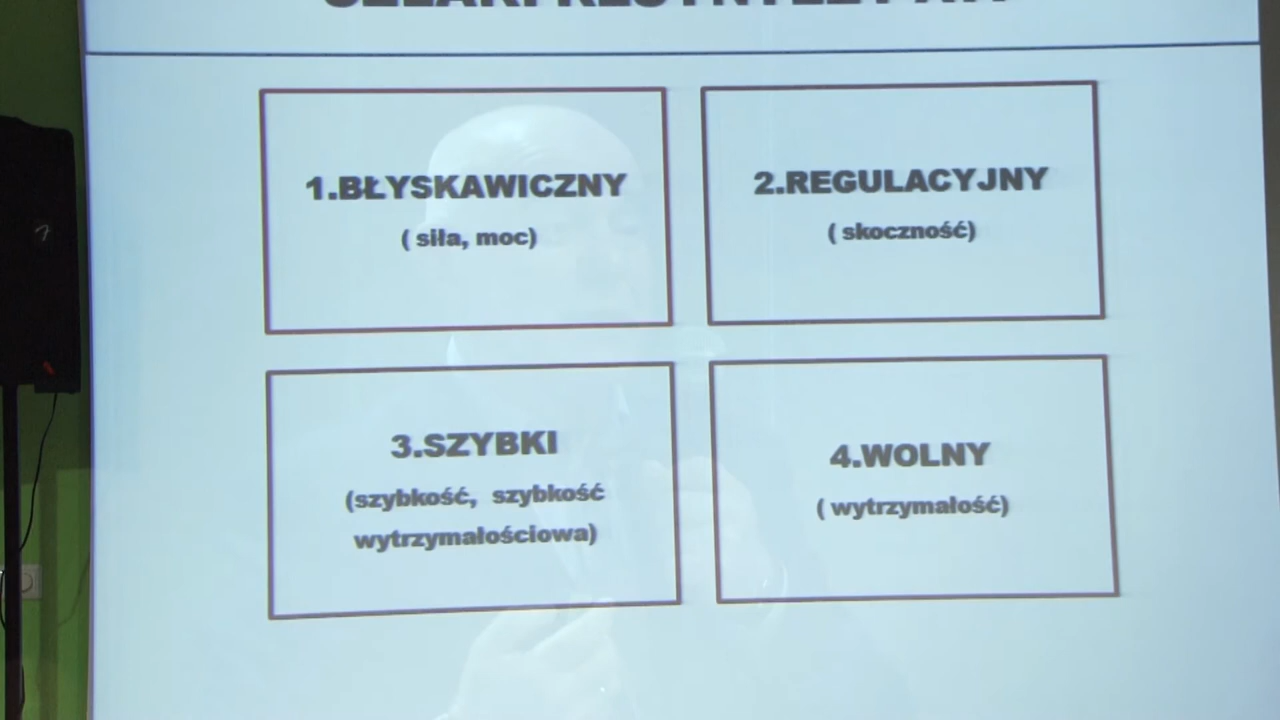 1.BŁYSKAWICZNY
( siła, moc)
2.REGULACYJNY
( skoczność)
3.SZYBKI
(szybkość, szybkość
wytrzymałościowa)
4.WOLNY
( wytrzymałość)